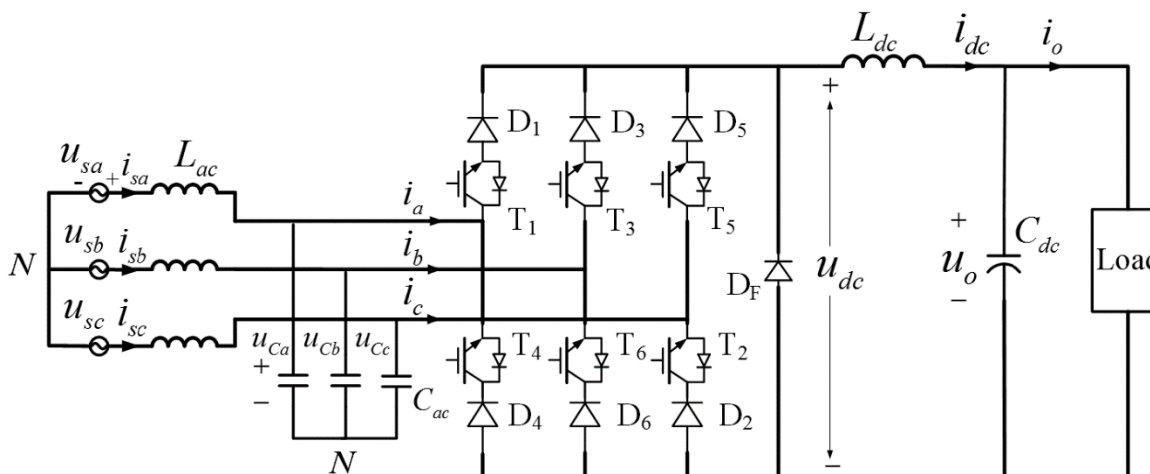 L_dc i_dc i_o
+
D_1 D_3 D_5
u_sa i_sa L_ac
- +
i_a T_1 T_3 T_5
u_sb i_sb i_b
N
D_F u_dc + u_o - C_dc Load
u_sc i_sc i_c
u_Ca u_Cb u_Cc T_4 T_6 T_2
+
-
C_ac D_4 D_6 D_2
N
-